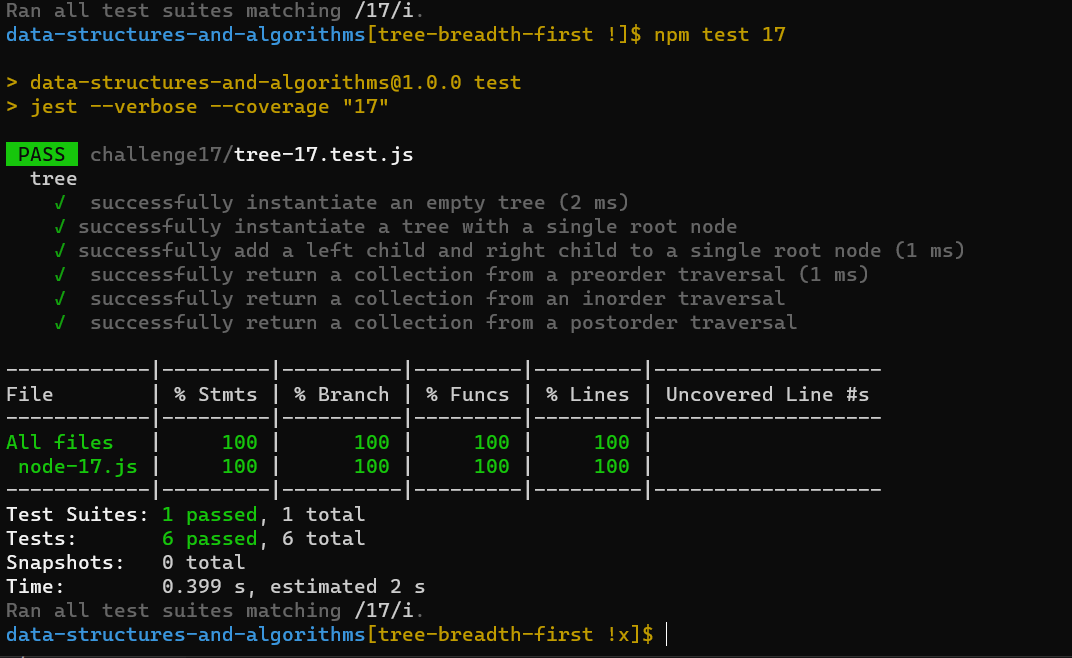 Ran all test suites matching /17/i.
data-structures-and-algorithms[tree-breadth-first !]$ npm test 17
> data-structures-and-algorithms@1.0.0 test
> jest --verbose --coverage "17"
PASS challenge17/tree-17.test.js
tree
√  successfully instantiate an empty tree (2 ms)
√ successfully instantiate a tree with a single root node
√ successfully add a left child and right child to a single root node (1 ms)
√  successfully return a collection from a preorder traversal (1 ms)
√  successfully return a collection from an inorder traversal
√  successfully return a collection from a postorder traversal
------------|---------|----------|---------|---------|-------------------
File        | % Stmts | % Branch | % Funcs | % Lines | Uncovered Line #s
------------|---------|----------|---------|---------|-------------------
All files   |     100 |      100 |     100 |     100 |
 node-17.js |     100 |      100 |     100 |     100 |
------------|---------|----------|---------|---------|-------------------
Test Suites: 1 passed, 1 total
Tests:       6 passed, 6 total
Snapshots:   0 total
Time:        0.399 s, estimated 2 s
Ran all test suites matching /17/i.
data-structures-and-algorithms[tree-breadth-first !x]$